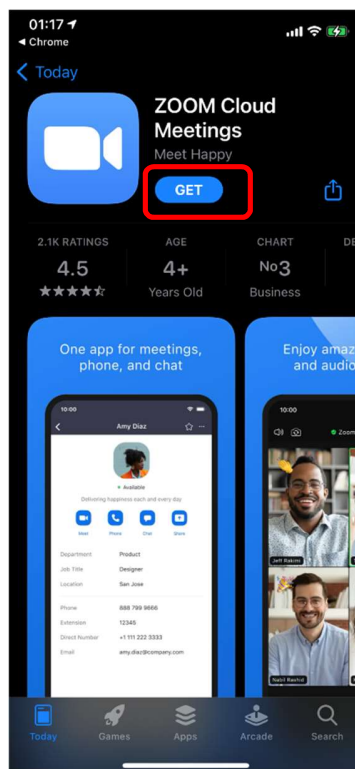 01:17
Chrome
Today
ZOOM Cloud
Meetings
Meet Happy
GET
2.1K RATINGS
AGE
CHART
4.5
4+
No3
Years Old
Business
One app for meetings,
phone, and chat
Enjoy amaz
and audio
10:00
Amy Diaz
Available
Delivering happiness each and every day
Meet
Phone
Chat
Share
Department Product
Job Title Designer
Location San Jose
Phone 888 799 9666
Extension 12345
Direct Number +1 111 222 3333
Email amy.diaz@company.com
10:00
Zoom
Jeff Rakimi
Nabil Rashid
Today
Games
Apps
Arcade
Search